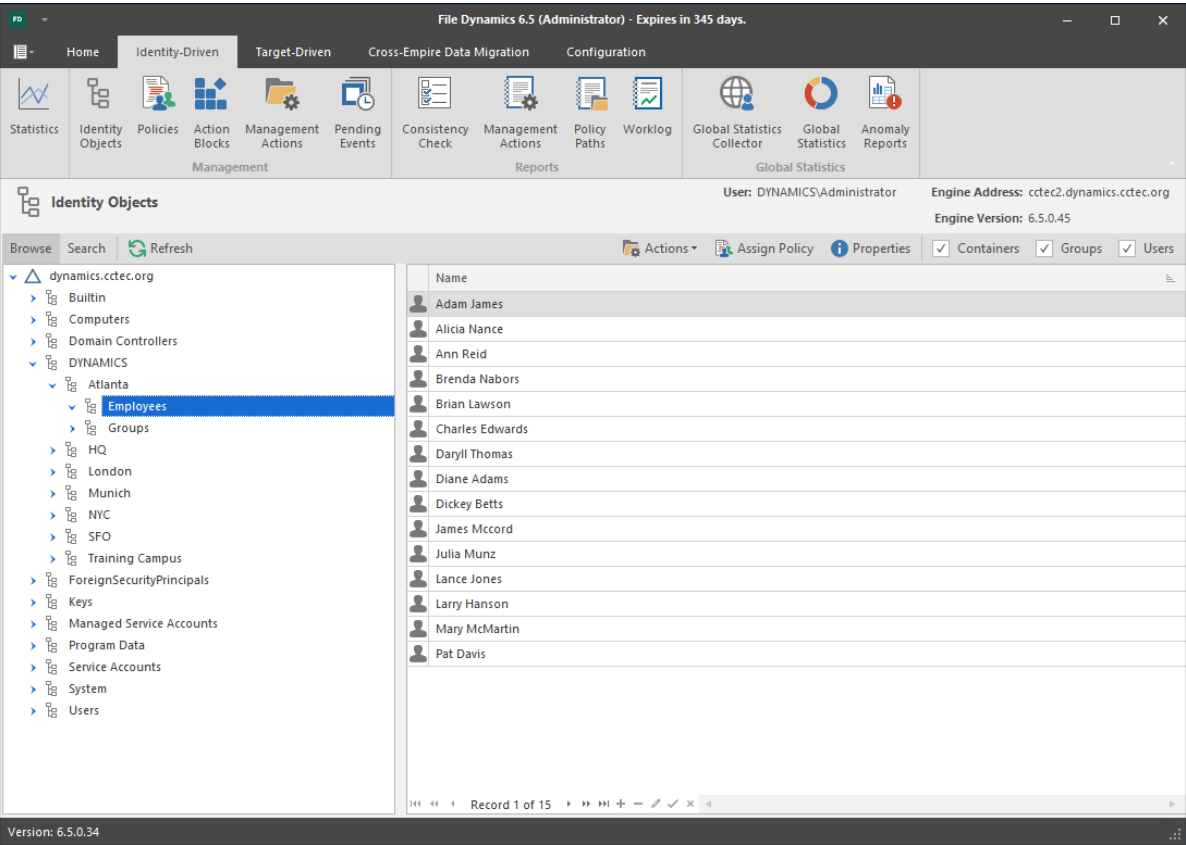 FD
File Dynamics 6.5 (Administrator) - Expires in 345 days.
Home Identity-Driven Target-Driven Cross-Empire Data Migration Configuration
Statistics
Identity Objects
Policies
Action Blocks
Management Actions
Pending Events
Management
Consistency Check
Management Actions
Policy Paths
Worklog
Reports
Global Statistics Collector
Global Statistics
Anomaly Reports
Global Statistics
Identity Objects
User: DYNAMICS\Administrator
Engine Address: cctec2.dynamics.cctec.org
Engine Version: 6.5.0.45
Browse Search Refresh Actions Assign Policy Properties Containers Groups Users
dynamics.cctec.org
Builtin
Computers
Domain Controllers
DYNAMICS
Atlanta
Employees
Groups
HQ
London
Munich
NYC
SFO
Training Campus
ForeignSecurityPrincipals
Keys
Managed Service Accounts
Program Data
Service Accounts
System
Users
Name
Adam James
Alicia Nance
Ann Reid
Brenda Nabors
Brian Lawson
Charles Edwards
Daryll Thomas
Diane Adams
Dickey Betts
James Mccord
Julia Munz
Lance Jones
Larry Hanson
Mary McMartin
Pat Davis
Record 1 of 15
Version: 6.5.0.34